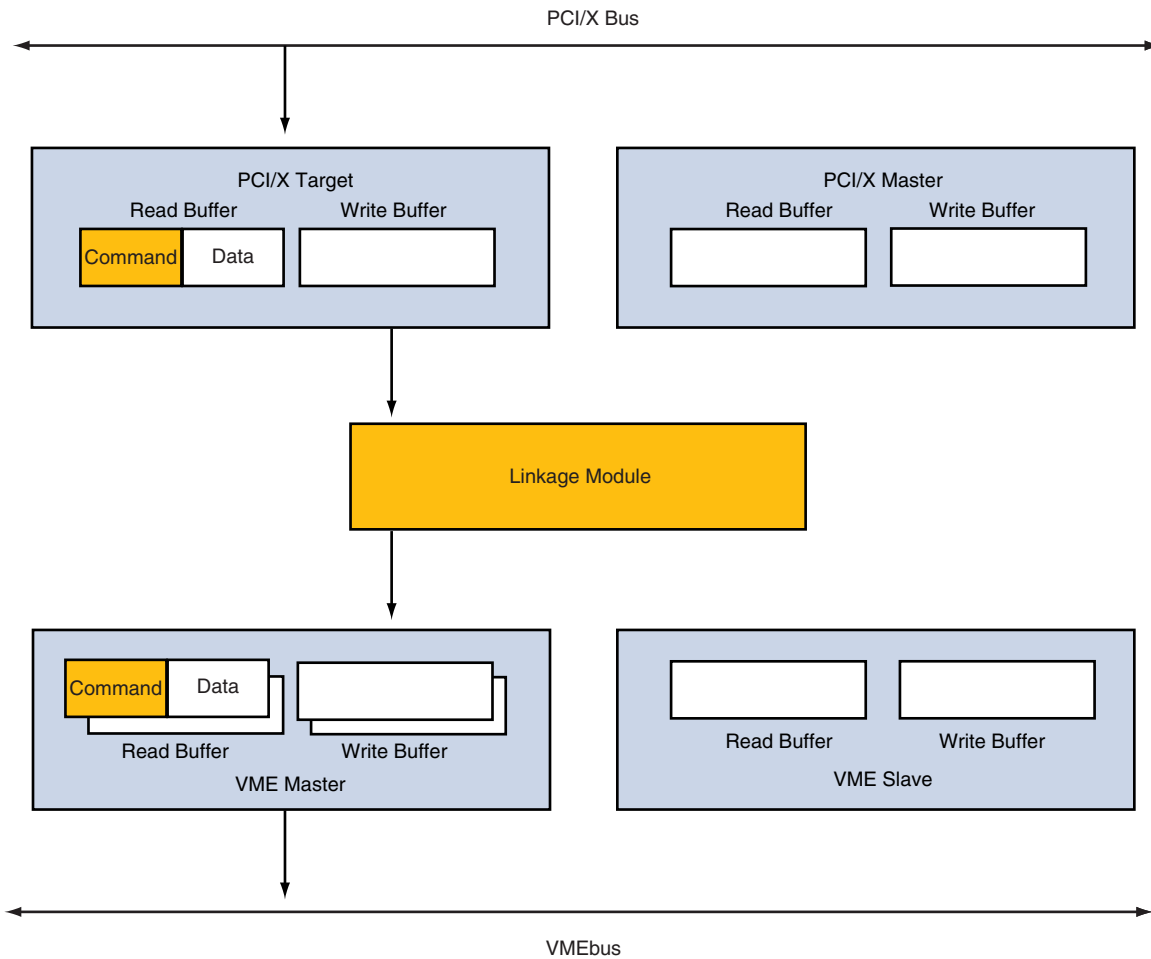 PCI/X Bus
PCI/X Target
Read Buffer
Write Buffer
Command
Data
PCI/X Master
Read Buffer
Write Buffer
Linkage Module
Command
Data
Read Buffer
Write Buffer
VME Master
Read Buffer
Write Buffer
VME Slave
VMEbus